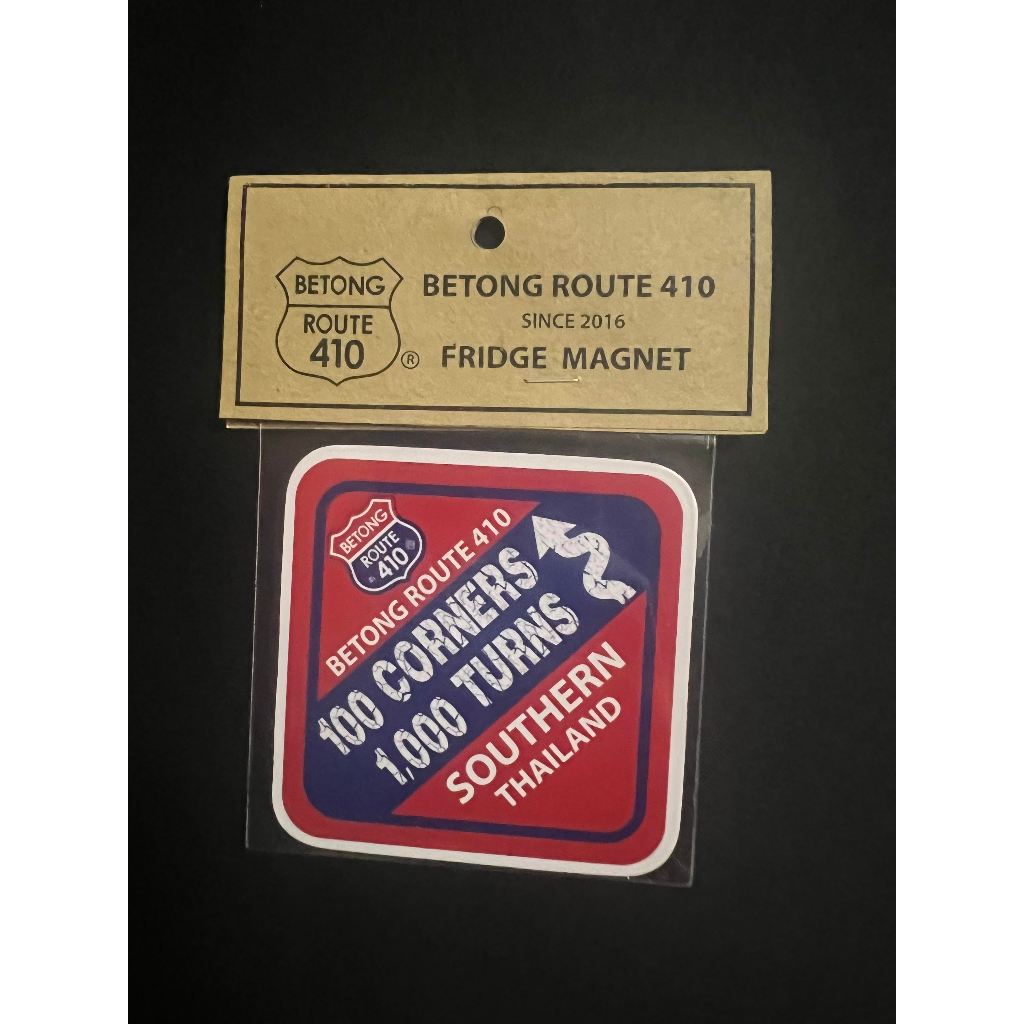 BETONG
ROUTE
410
®
BETONG ROUTE 410
SINCE 2016
FRIDGE MAGNET
BETONG
ROUTE
410
BETONG ROUTE 410
100 CORNERS
1,000 TURNS
SOUTHERN
THAILAND